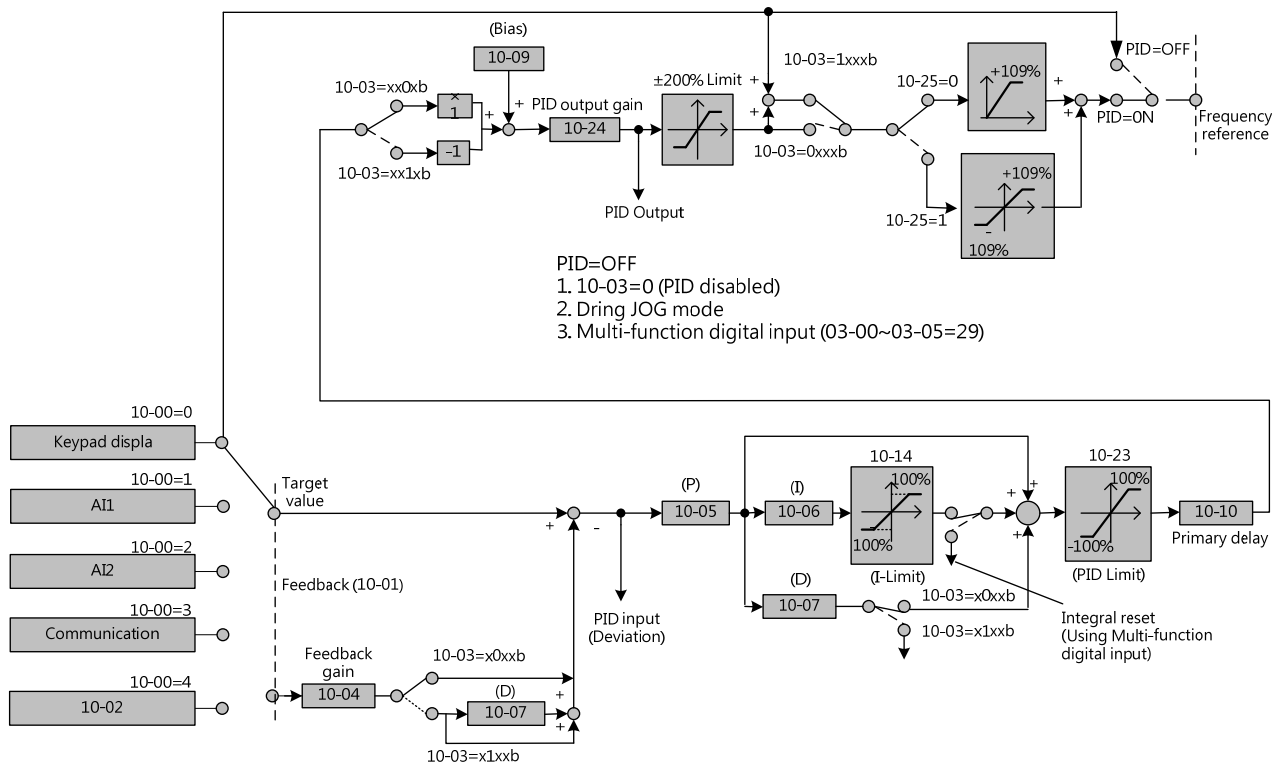 (Bias)
10-09
10-03=xx0xb
×
1
-1
10-03=xx1xb
+
+
PID output gain
10-24
PID Output
±200% Limit
+
+
10-03=1xxxb
10-03=0xxxb
10-25=0
+109%
+
+
10-25=1
+109%
-
109%
PID=OFF
PID=0N
Frequency
reference
PID=OFF
1. 10-03=0 (PID disabled)
2. Dring JOG mode
3. Multi-function digital input (03-00~03-05=29)
10-00=0
Keypad displa
10-00=1
AI1
10-00=2
AI2
10-00=3
Communication
10-00=4
10-02
Target
value
Feedback (10-01)
Feedback
gain
10-04
10-03=x0xxb
(D)
10-07
+
+
10-03=x1xxb
+
-
PID input
(Deviation)
(P)
10-05
(I)
10-06
10-14
100%
100%
(I-Limit)
(D)
10-07
10-03=x0xxb
10-03=x1xxb
+
+
+
Integral reset
(Using Multi-function
digital input)
10-23
100%
-100%
(PID Limit)
10-10
Primary delay